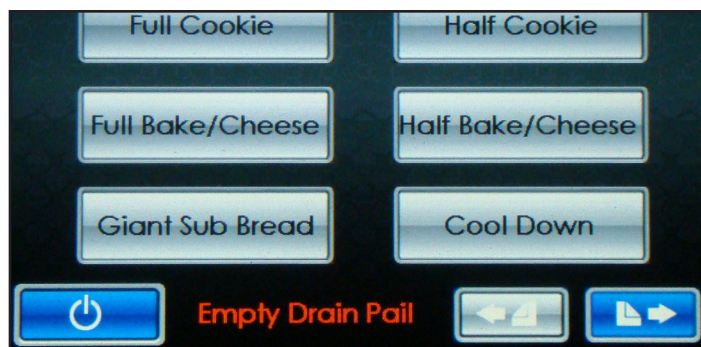 Full Cookie
Half Cookie
Full Bake/Cheese
Half Bake/Cheese
Giant Sub Bread
Cool Down
Empty Drain Pail